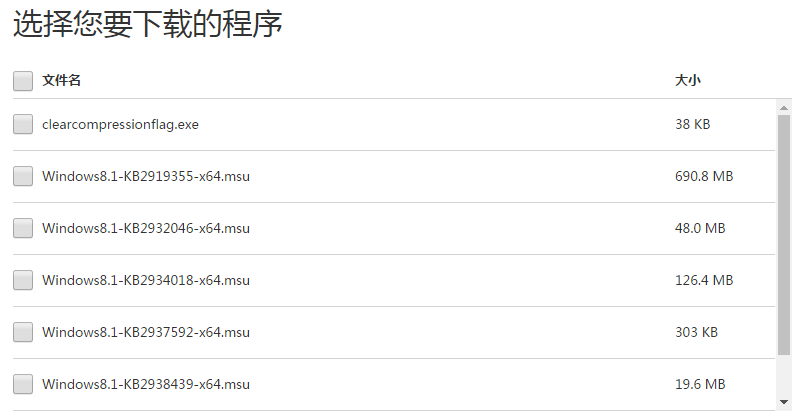 选择您要下载的程序
文件名 大小
clearcompressionflag.exe 38 KB
Windows8.1-KB2919355-x64.msu 690.8 MB
Windows8.1-KB2932046-x64.msu 48.0 MB
Windows8.1-KB2934018-x64.msu 126.4 MB
Windows8.1-KB2937592-x64.msu 303 KB
Windows8.1-KB2938439-x64.msu 19.6 MB